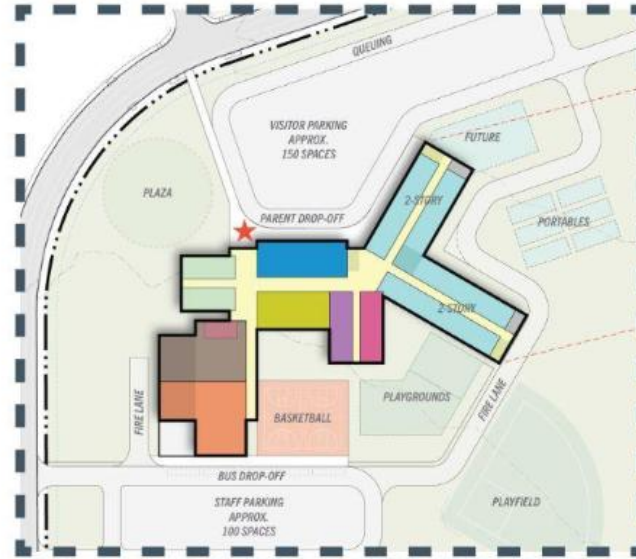 QUEUING
VISITOR PARKING
APPROX.
150 SPACES
FUTURE
PLAZA
2-STORY
PORTABLES
PARENT DROP-OFF
2-STORY
PLAYGROUNDS
FIRE LANE
BASKETBALL
FIRE LANE
BUS DROP-OFF
STAFF PARKING
APPROX.
100 SPACES
PLAYFIELD